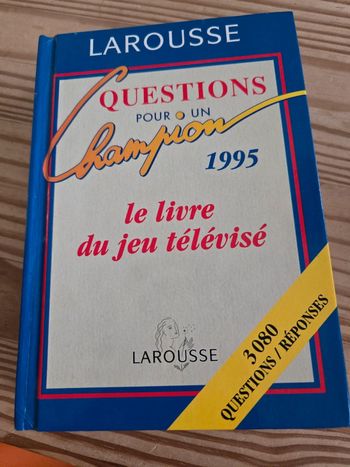 LAROUSSE
QUESTIONS
POUR UN
Champion
1995
le livre
du jeu télévisé
3 080
QUESTIONS / RÉPONSES
LAROUSSE